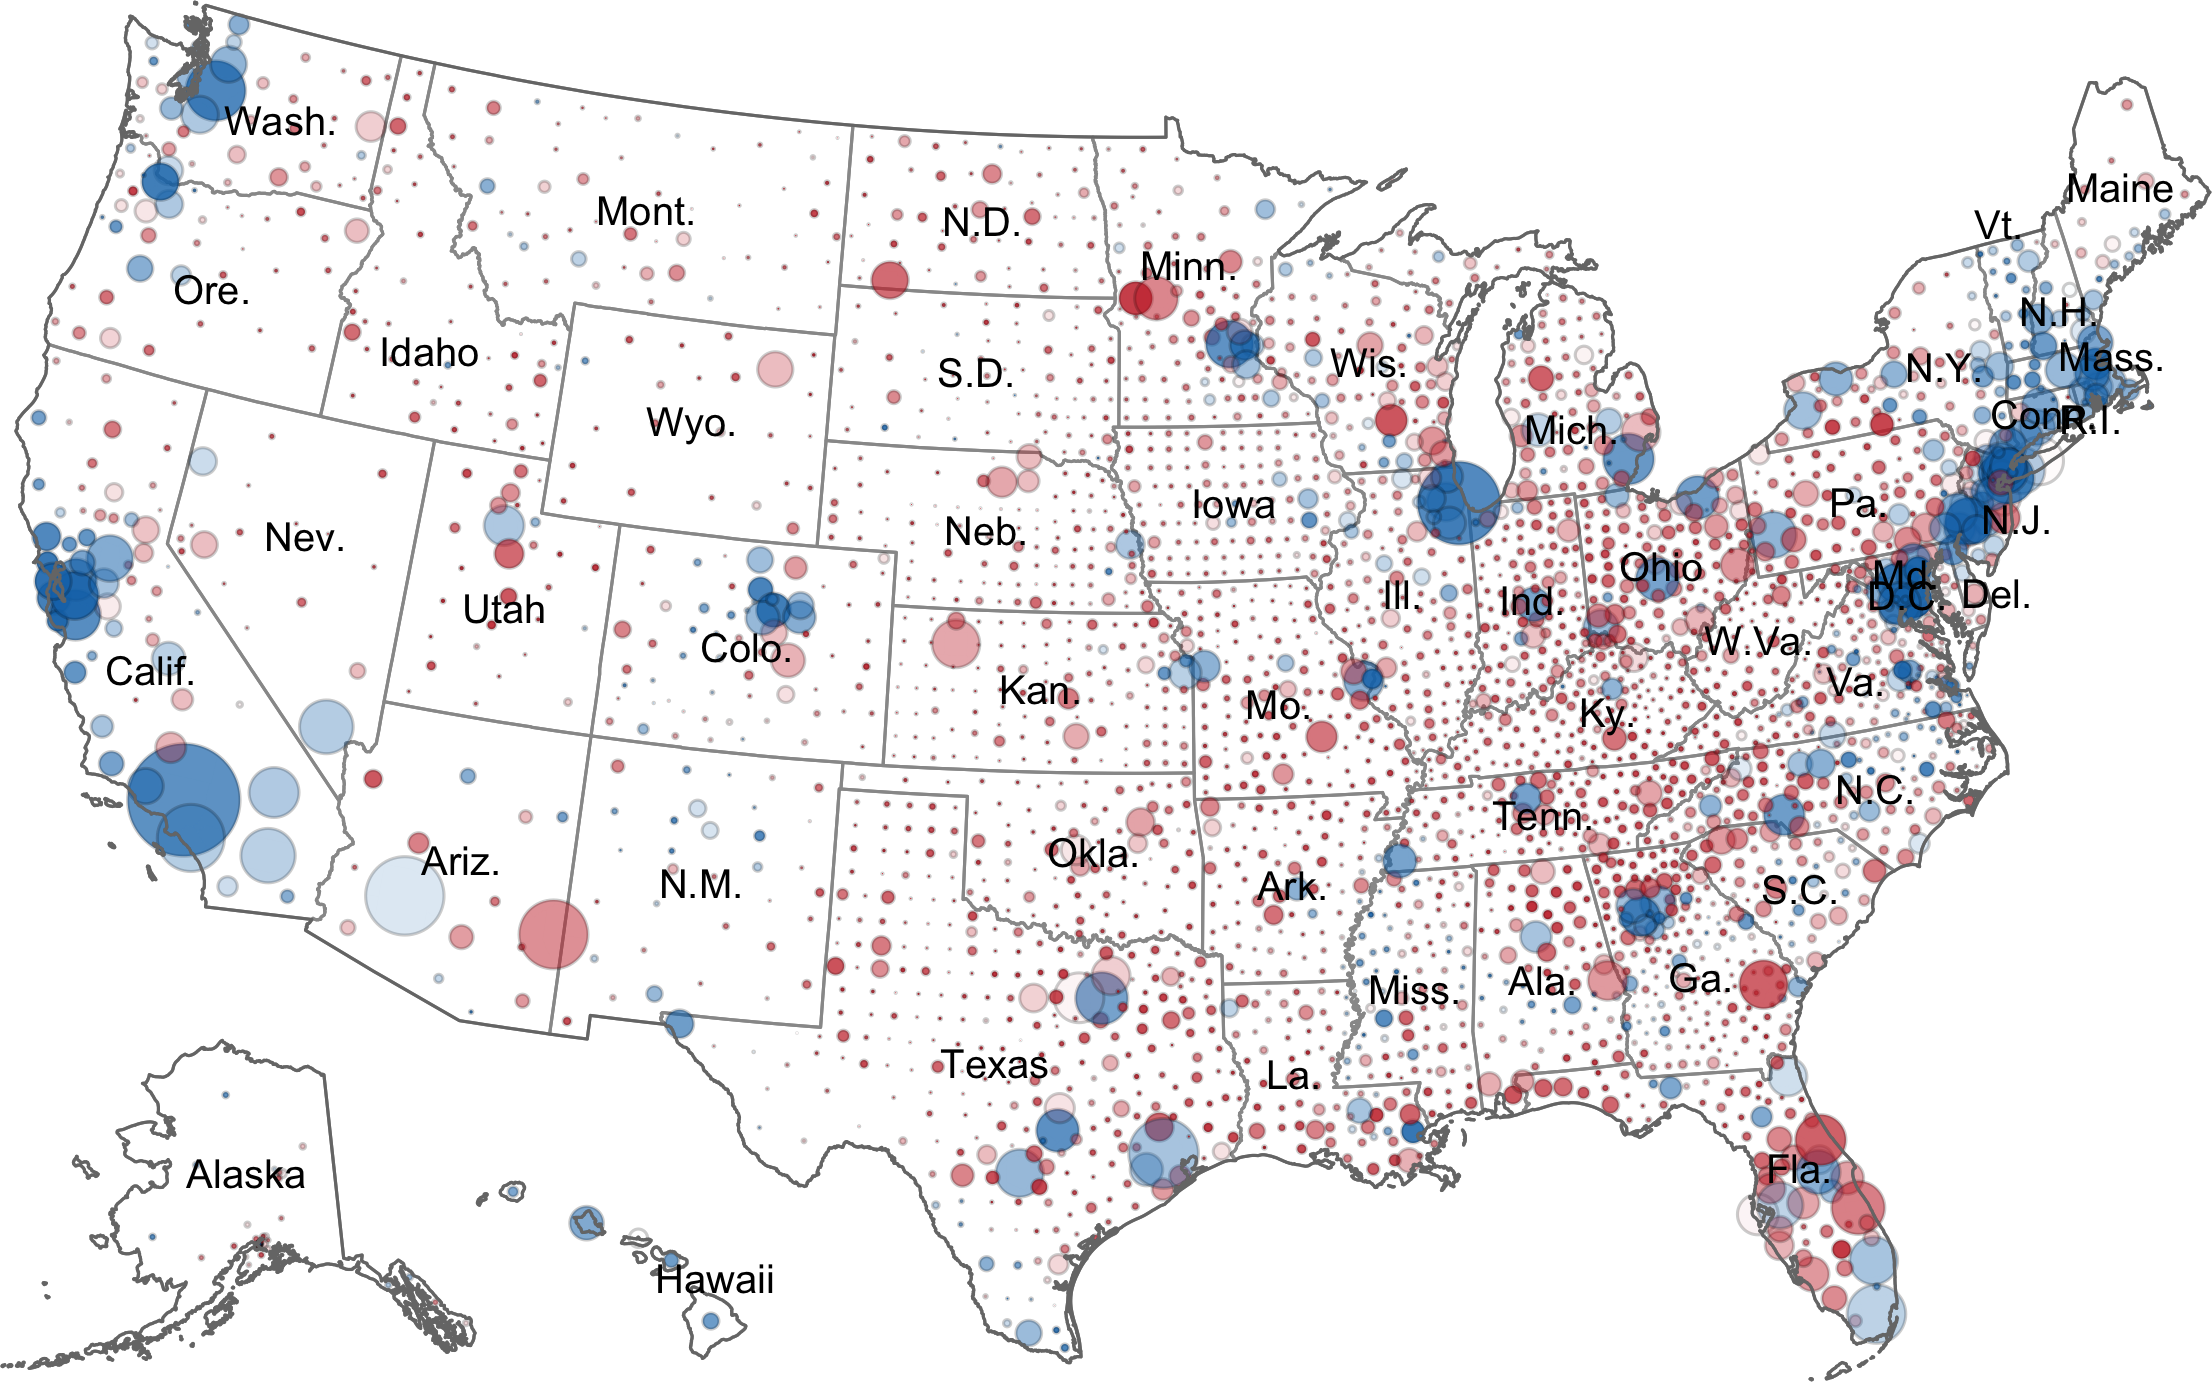 Wash.
Maine
Mont.
N.D.
Vt.
Minn.
Ore.
N.H.
Idaho
S.D.
Wis.
N.Y.
Mass.
Wyo.
Mich.
Conn.
R.I.
Iowa
Pa.
Nev.
Neb.
N.J.
Utah
Ill.
Ind.
Ohio
Md.
D.C.
Del.
Calif.
Colo.
Kan.
Mo.
Ky.
W.Va.
Va.
Ariz.
N.M.
Okla.
Ark.
Tenn.
N.C.
S.C.
Texas
La.
Miss.
Ala.
Ga.
Alaska
Hawaii
Fla.